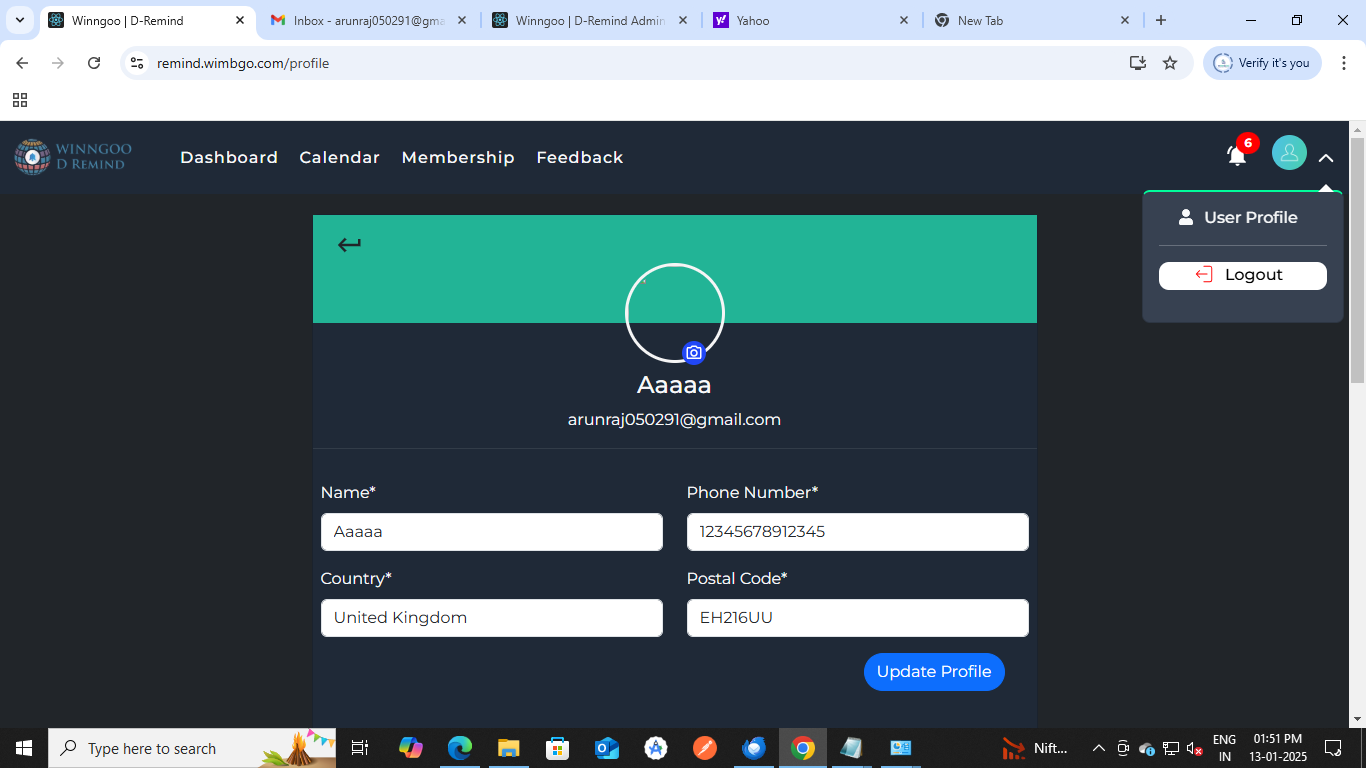 Winngoo | D-Remind
Inbox - arunraj050291@gma
Winngoo | D-Remind Admin
Yahoo
New Tab
remind.wimbgo.com/profile
Verify it's you
WINNGOO
D REMIND
Dashboard
Calendar
Membership
Feedback
6
User Profile
Logout
Aaaaa
arunraj050291@gmail.com
Name*
Phone Number*
Aaaaa
12345678912345
Country*
Postal Code*
United Kingdom
EH216UU
Update Profile
Type here to search
Nift...
ENG
IN
01:51 PM
13-01-2025